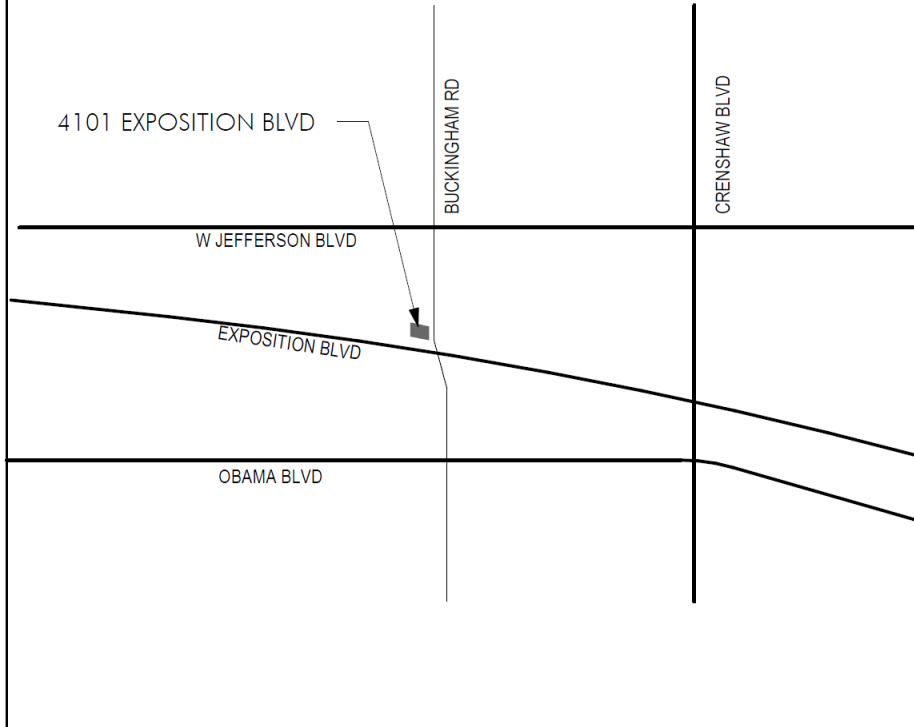 4101 EXPOSITION BLVD
BUCKINGHAM RD
CRENSHAW BLVD
W JEFFERSON BLVD
EXPOSITION BLVD
OBAMA BLVD